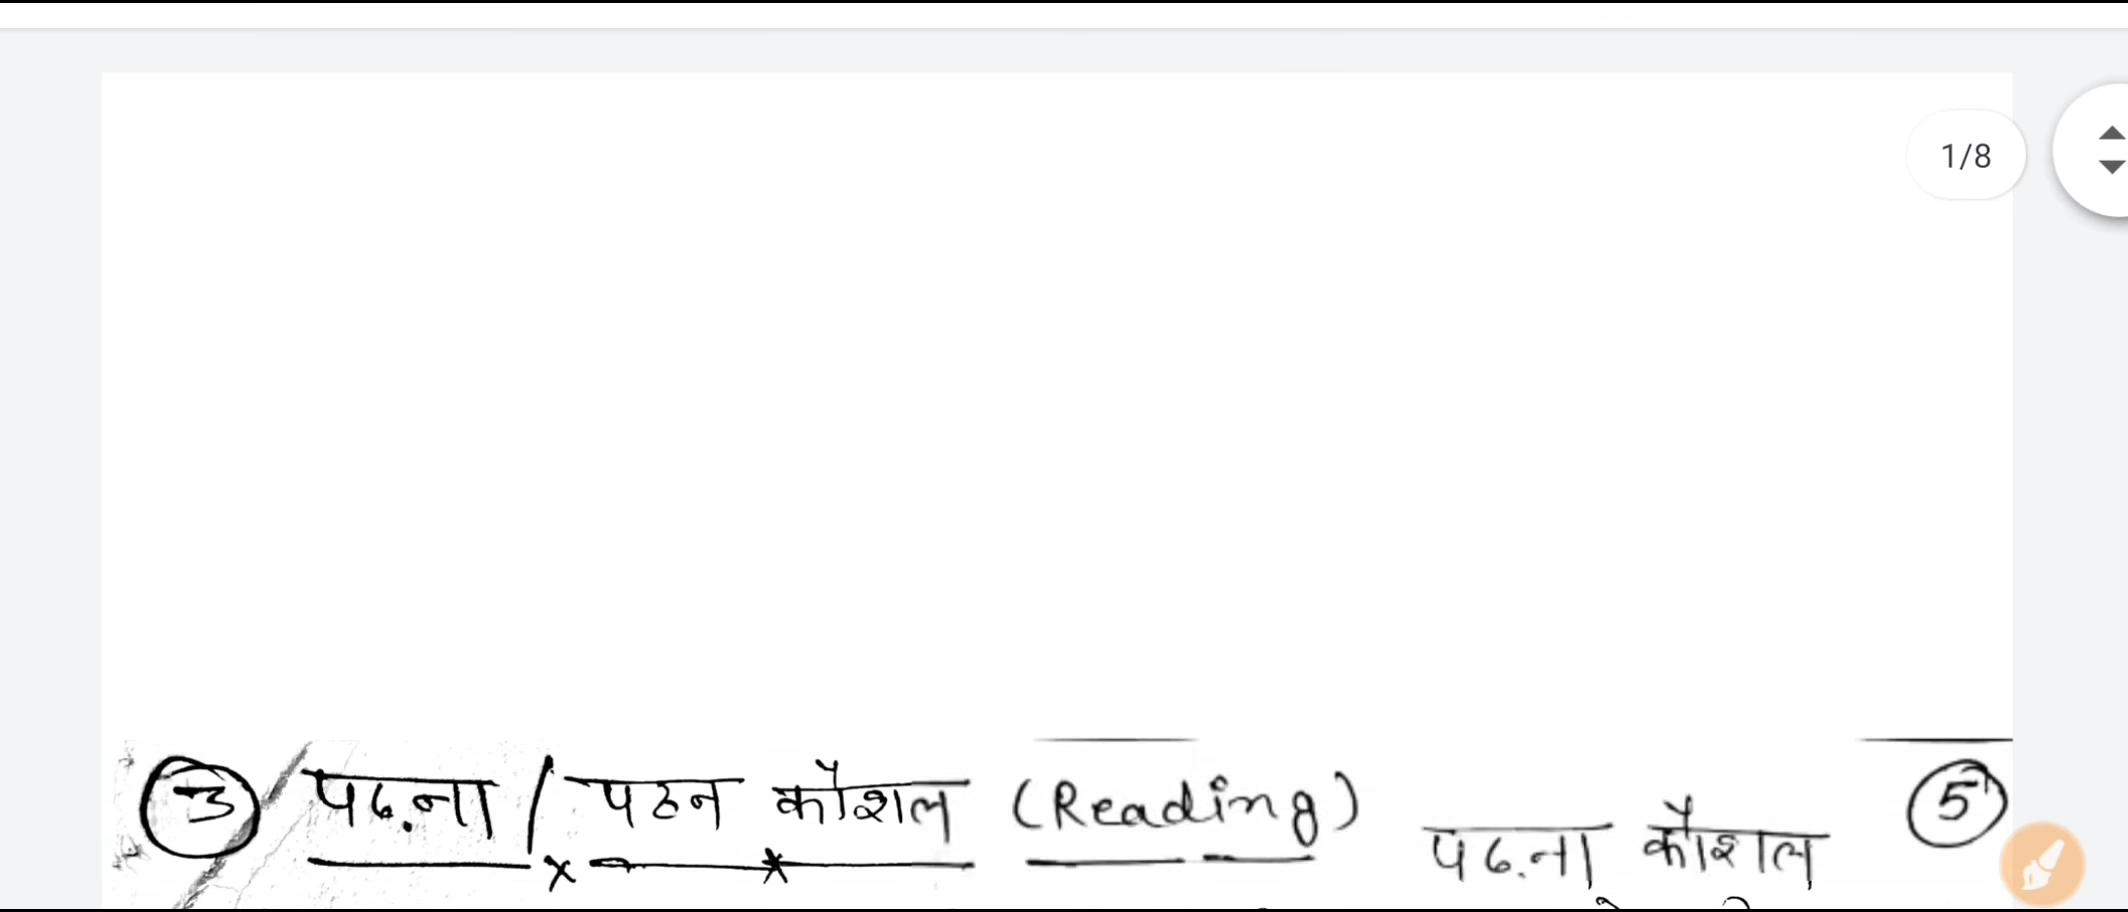 1/8
3 पढ़ना / पठन कौशल (Reading)
पढ़ना कौशल 5